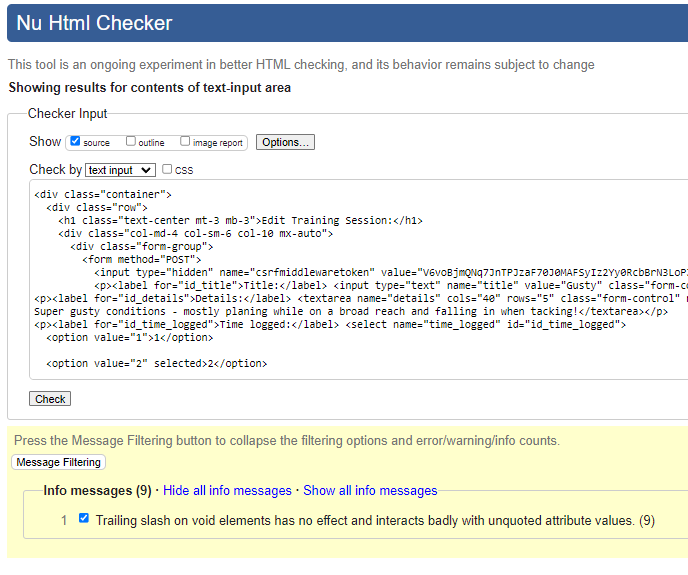 Nu Html Checker
This tool is an ongoing experiment in better HTML checking, and its behavior remains subject to change
Showing results for contents of text-input area
Checker Input
Show source outline image report Options...
Check by text input CSS
<div class="container">
<div class="row">
<h1 class="text-center mt-3 mb-3">Edit Training Session:</h1>
<div class="col-md-4 col-sm-6 col-10 mx-auto">
<div class="form-group">
<form method="POST">
<input type="hidden" name="csrfmiddlewaretoken" value="
<p><label for="id_title">Title:</label> <input type="text" name="title" value="Gusty" class="form-co
<p><label for="id_details">Details:</label> <textarea name="details" cols="40" rows="5" class="form-control"
Super gusty conditions - mostly planing while on a broad reach and falling in when tacking!</textarea></p>
<p><label for="id_time_logged">Time logged:</label> <select name="time_logged" id="id_time_logged">
<option value="1">1</option>
<option value="2" selected>2</option>
Check
Press the Message Filtering button to collapse the filtering options and error/warning/info counts.
Message Filtering
Info messages (9) · Hide all info messages · Show all info messages
1 Trailing slash on void elements has no effect and interacts badly with unquoted attribute values. (9)